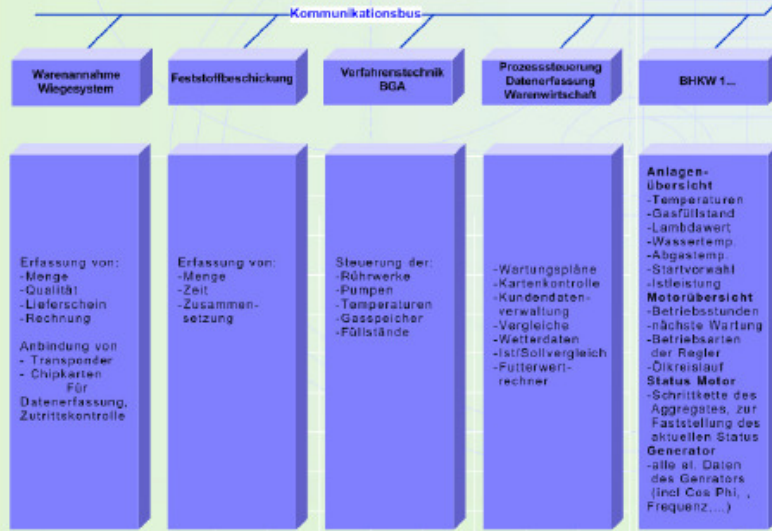 Kommunikationsbus
Warenannahme
Wiegesystem
Feststoffbeschickung
Verfahrenstechnik
BGA
Prozesssteuerung
Datenerfassung
Warenwirtschaft
BHKW 1...
Erfassung von:
-Menge
-Qualität
-Lieferschein
-Rechnung
Anbindung von
- Transponder
- Chipkarten
Für
Datenerfassung,
Zutrittskontrolle
Erfassung von:
-Menge
-Zeit
-Zusammen-
setzung
Steuerung der:
-Rührwerke
-Pumpen
-Temperaturen
-Gasspeicher
-Füllstände
-Wartungspläne
-Kartenkontrolle
-Kundendaten-
verwaltung
-Vergleiche
-Wetterdaten
-Ist/Sollvergleich
-Futterwert-
rechner
Anlagen-
übersicht
-Temperaturen
-Gasfüllstand
-Lambdawert
-Wassertemp.
-Abgastemp.
-Startvorwahl
-Istleistung
Motorübersicht
-Betriebsstunden
-nächste Wartung
-Betriebsarten
der Regler
-Ölkreislauf
Status Motor
-Schrittkette des
Aggregates, zur
Faststellung des
aktuellen Status
Generator
-alle el. Daten
des Genrators
(incl Cos Phi, ,
Frequenz,...)